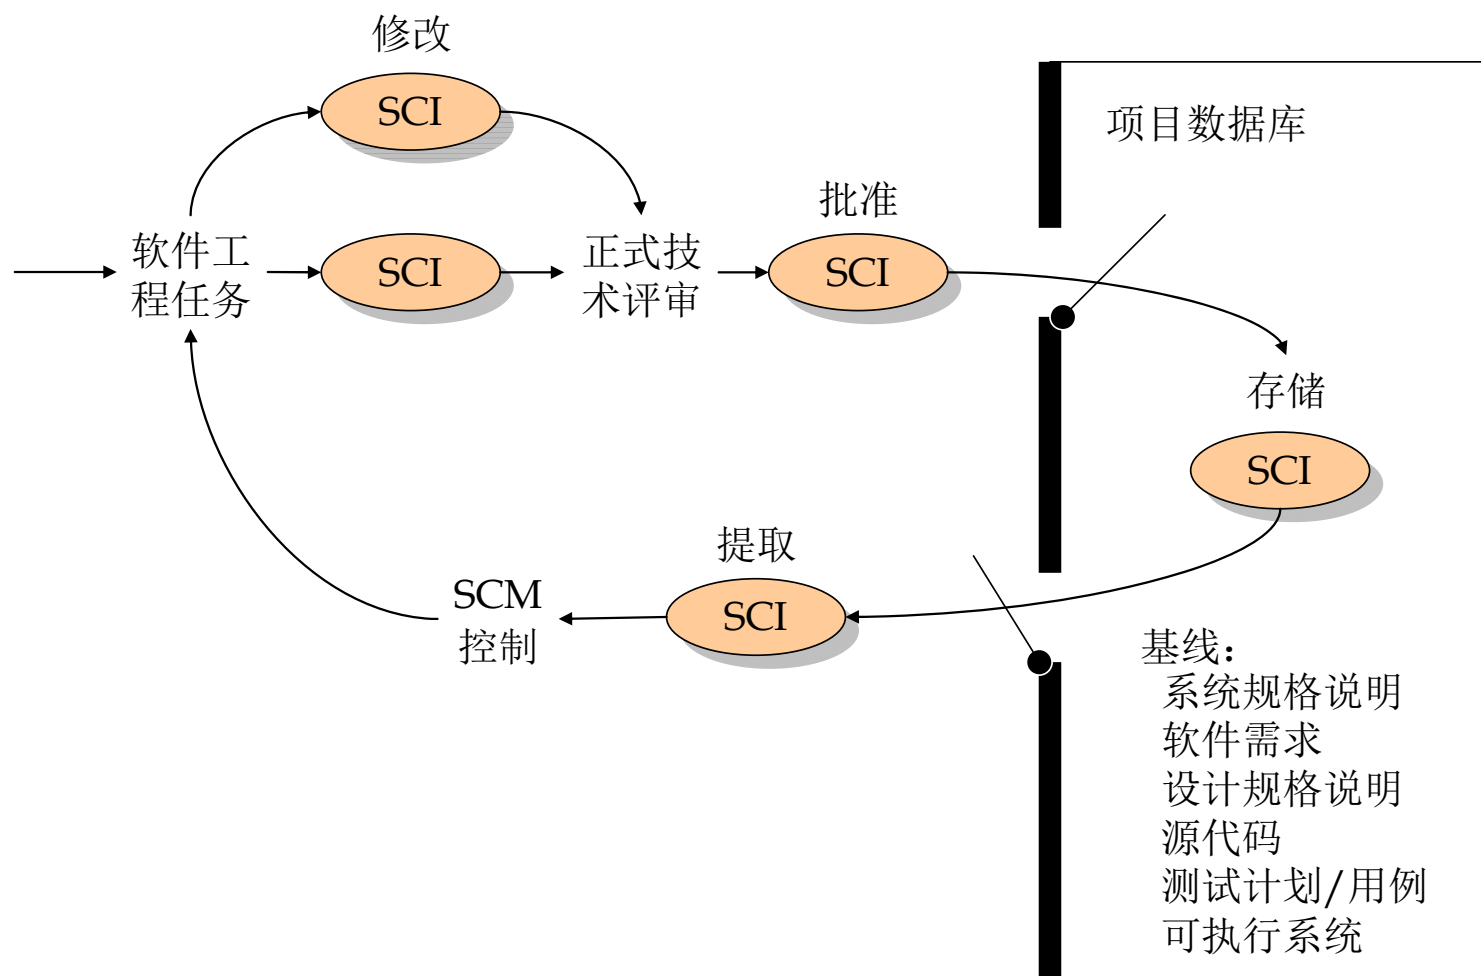 修改
SCI
项目数据库
批准
软件工
程任务
SCI
正式技
术评审
SCI
存储
SCI
提取
SCI
SCM
控制
基线：
系统规格说明
软件需求
设计规格说明
源代码
测试计划/用例
可执行系统